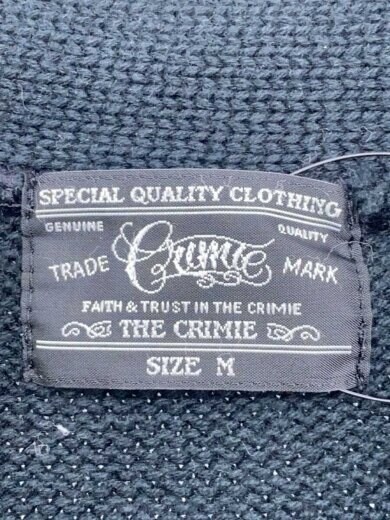 SPECIAL QUALITY CLOTHING
GENUINE QUALITY
TRADE Crimie MARK
FAITH & TRUST IN THE CRIMIE
THE CRIMIE
SIZE M